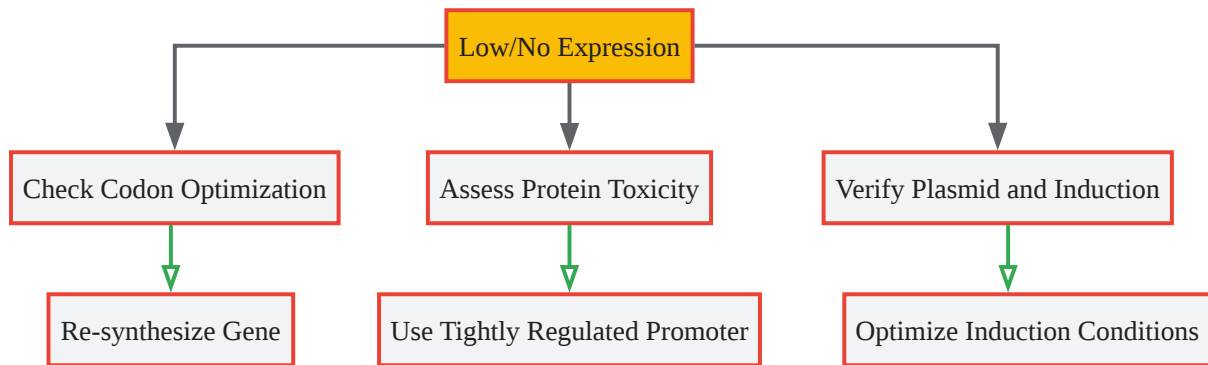 Low/No Expression
Check Codon Optimization
Assess Protein Toxicity
Verify Plasmid and Induction
Re-synthesize Gene
Use Tightly Regulated Promoter
Optimize Induction Conditions